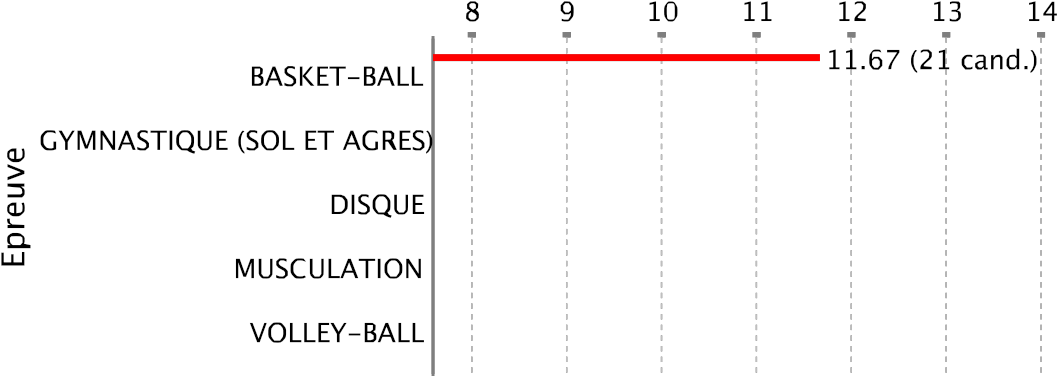 8 9 10 11 12 13 14
BASKET-BALL 11.67 (21 cand.)
GYMNASTIQUE (SOL ET AGRES)
DISQUE
MUSCULATION
VOLLEY-BALL
Epreuve